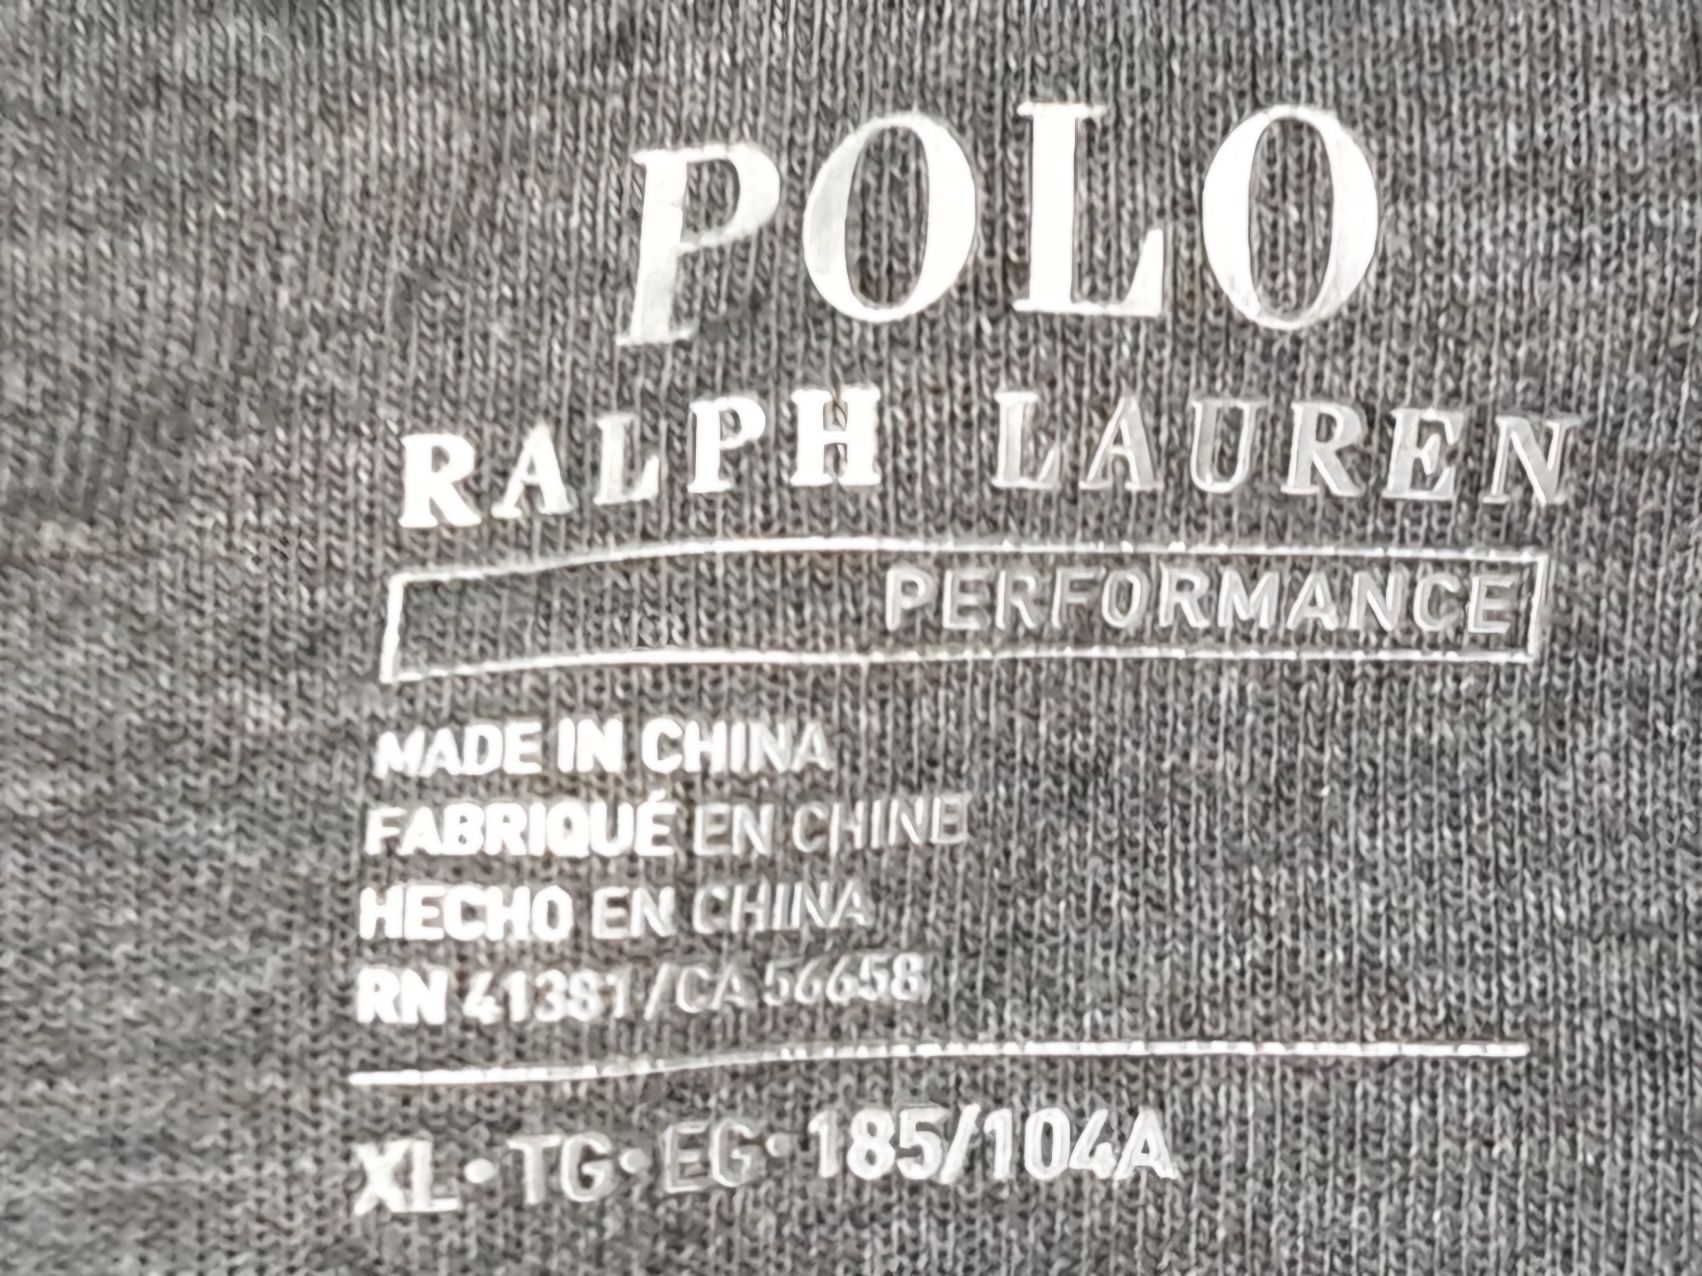 POLO
RALPH LAUREN
PERFORMANCE
MADE IN CHINA
FABRIQUÉ EN CHINE
HECHO EN CHINA
RN 41381/CA 56658
XL•TG•EG•185/104A